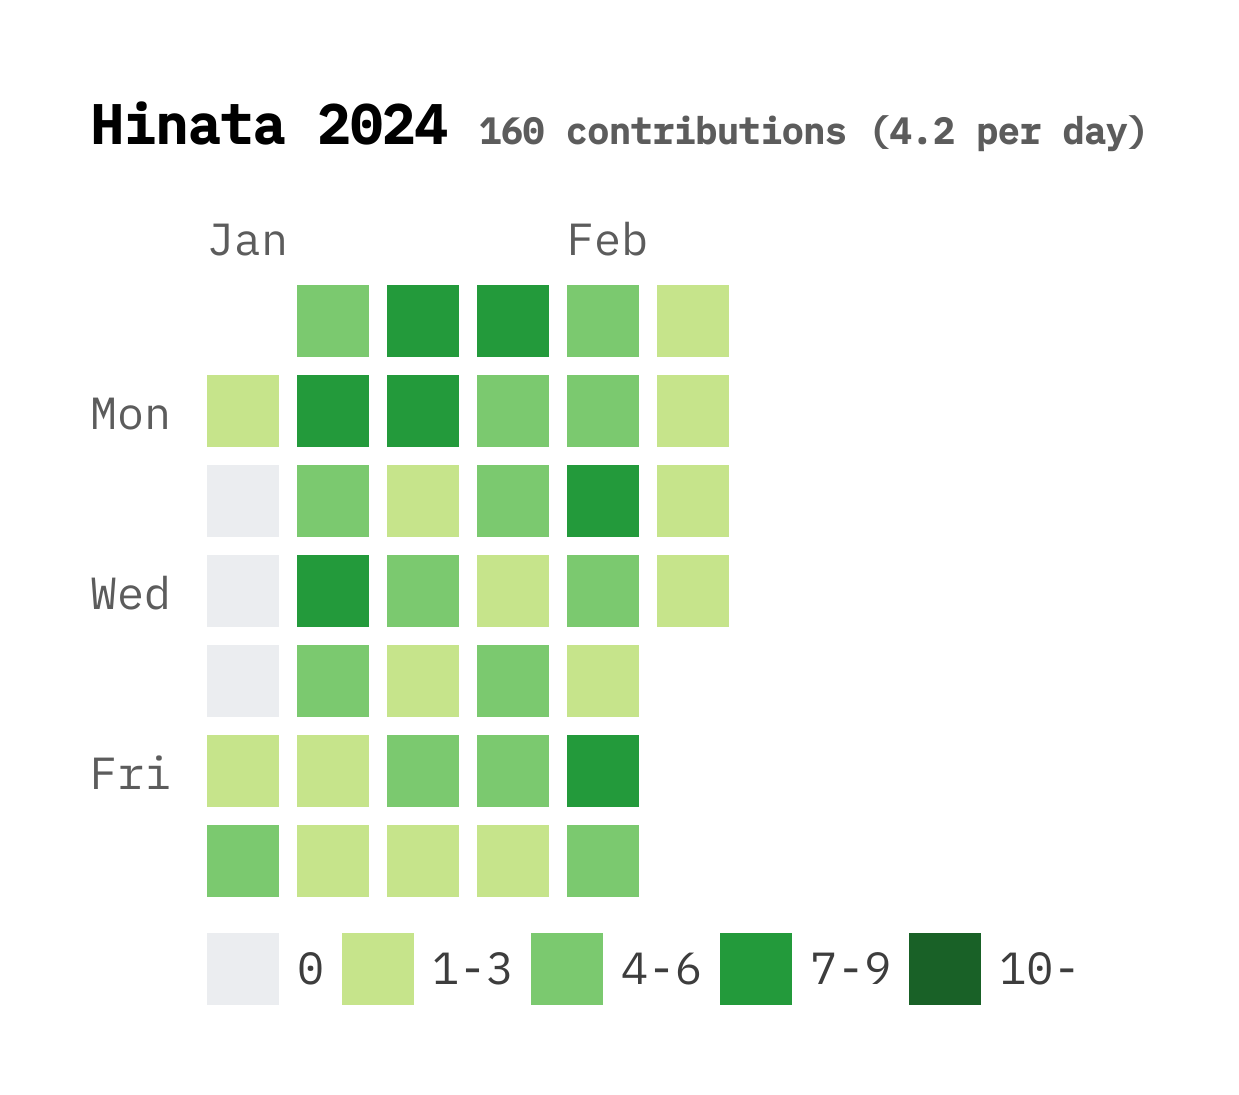 Hinata 2024 160 contributions (4.2 per day)
Jan Feb
Mon
Wed
Fri
0 1-3 4-6 7-9 10-